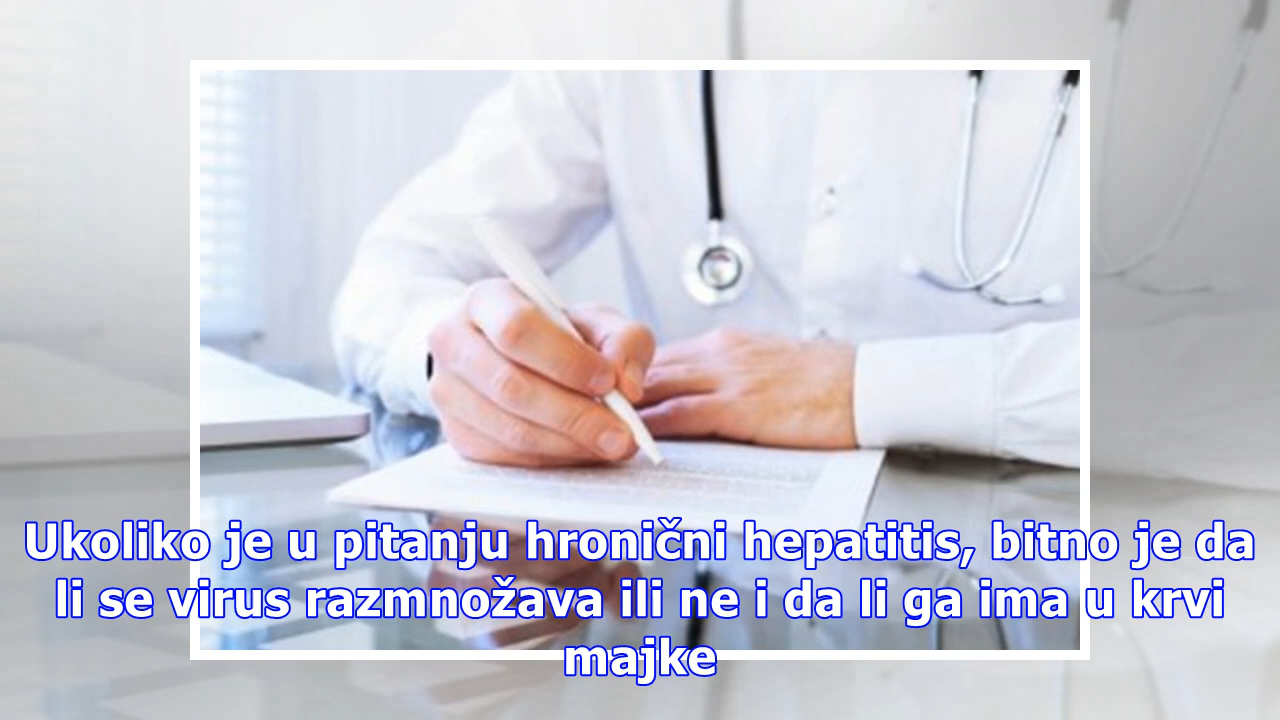 Ukoliko je u pitanju hronični hepatitis, bitno je da
li se virus razmnožava ili ne i da li ga ima u krvi
majke